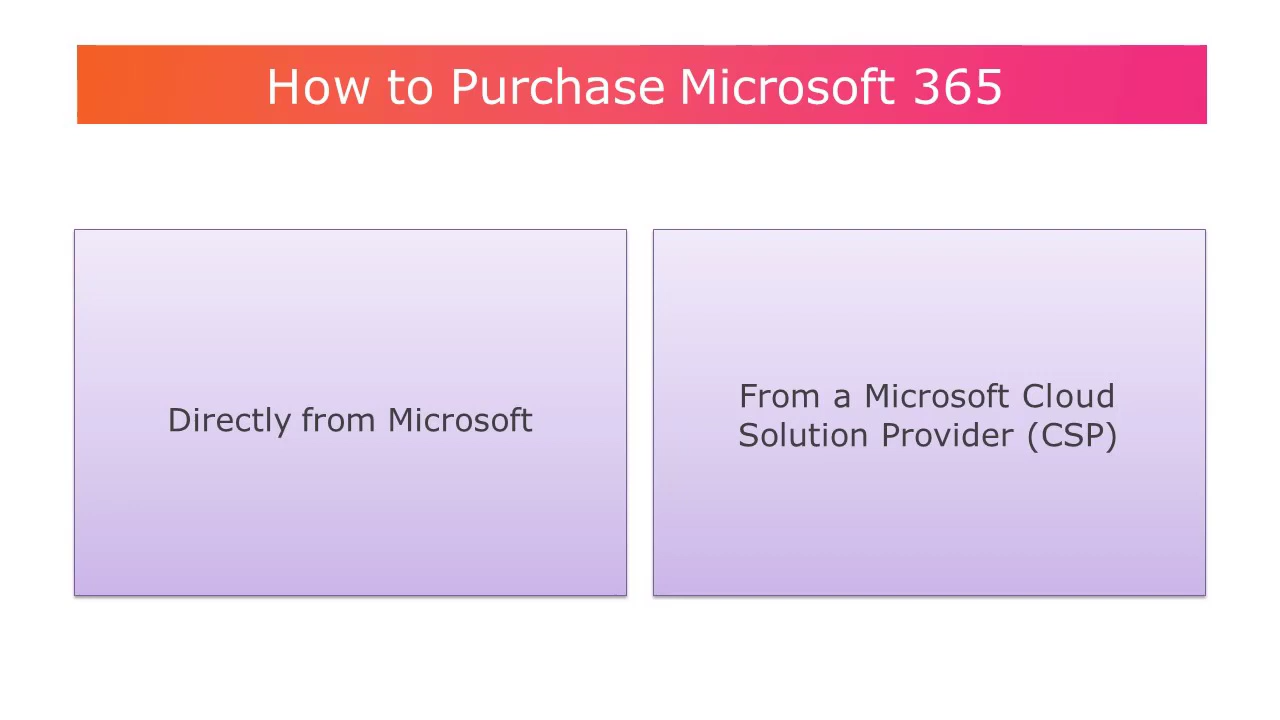 How to Purchase Microsoft 365
Directly from Microsoft
From a Microsoft Cloud
Solution Provider (CSP)